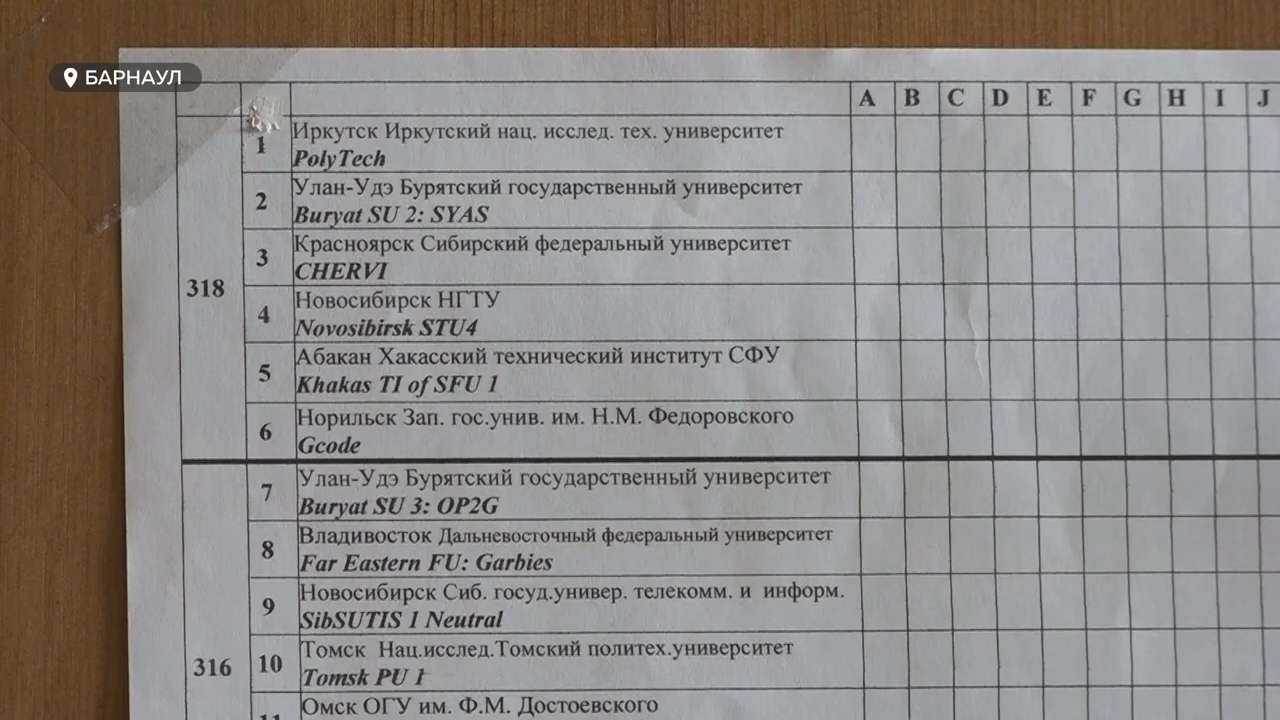 БАРНАУЛ
A B C D E F G H I J
318
1 Иркутск Иркутский нац. исслед. тех. университет
PolyTech
2 Улан-Удэ Бурятский государственный университет
Buryat SU 2: SYAS
3 Красноярск Сибирский федеральный университет
CHERVI
4 Новосибирск НГТУ
Novosibirsk STU4
5 Абакан Хакасский технический институт СФУ
Khakas TI of SFU 1
6 Норильск Зап. гос.унив. им. Н.М. Федоровского
Gcode
316
7 Улан-Удэ Бурятский государственный университет
Buryat SU 3: OP2G
8 Владивосток Дальневосточный федеральный университет
Far Eastern FU: Garbies
9 Новосибирск Сиб. госуд.универ. телекомм. и информ.
SibSUTIS 1 Neutral
10 Томск Нац.исслед.Томский политех.университет
Tomsk PU 1
11 Омск ОГУ им. Ф.М. Достоевского